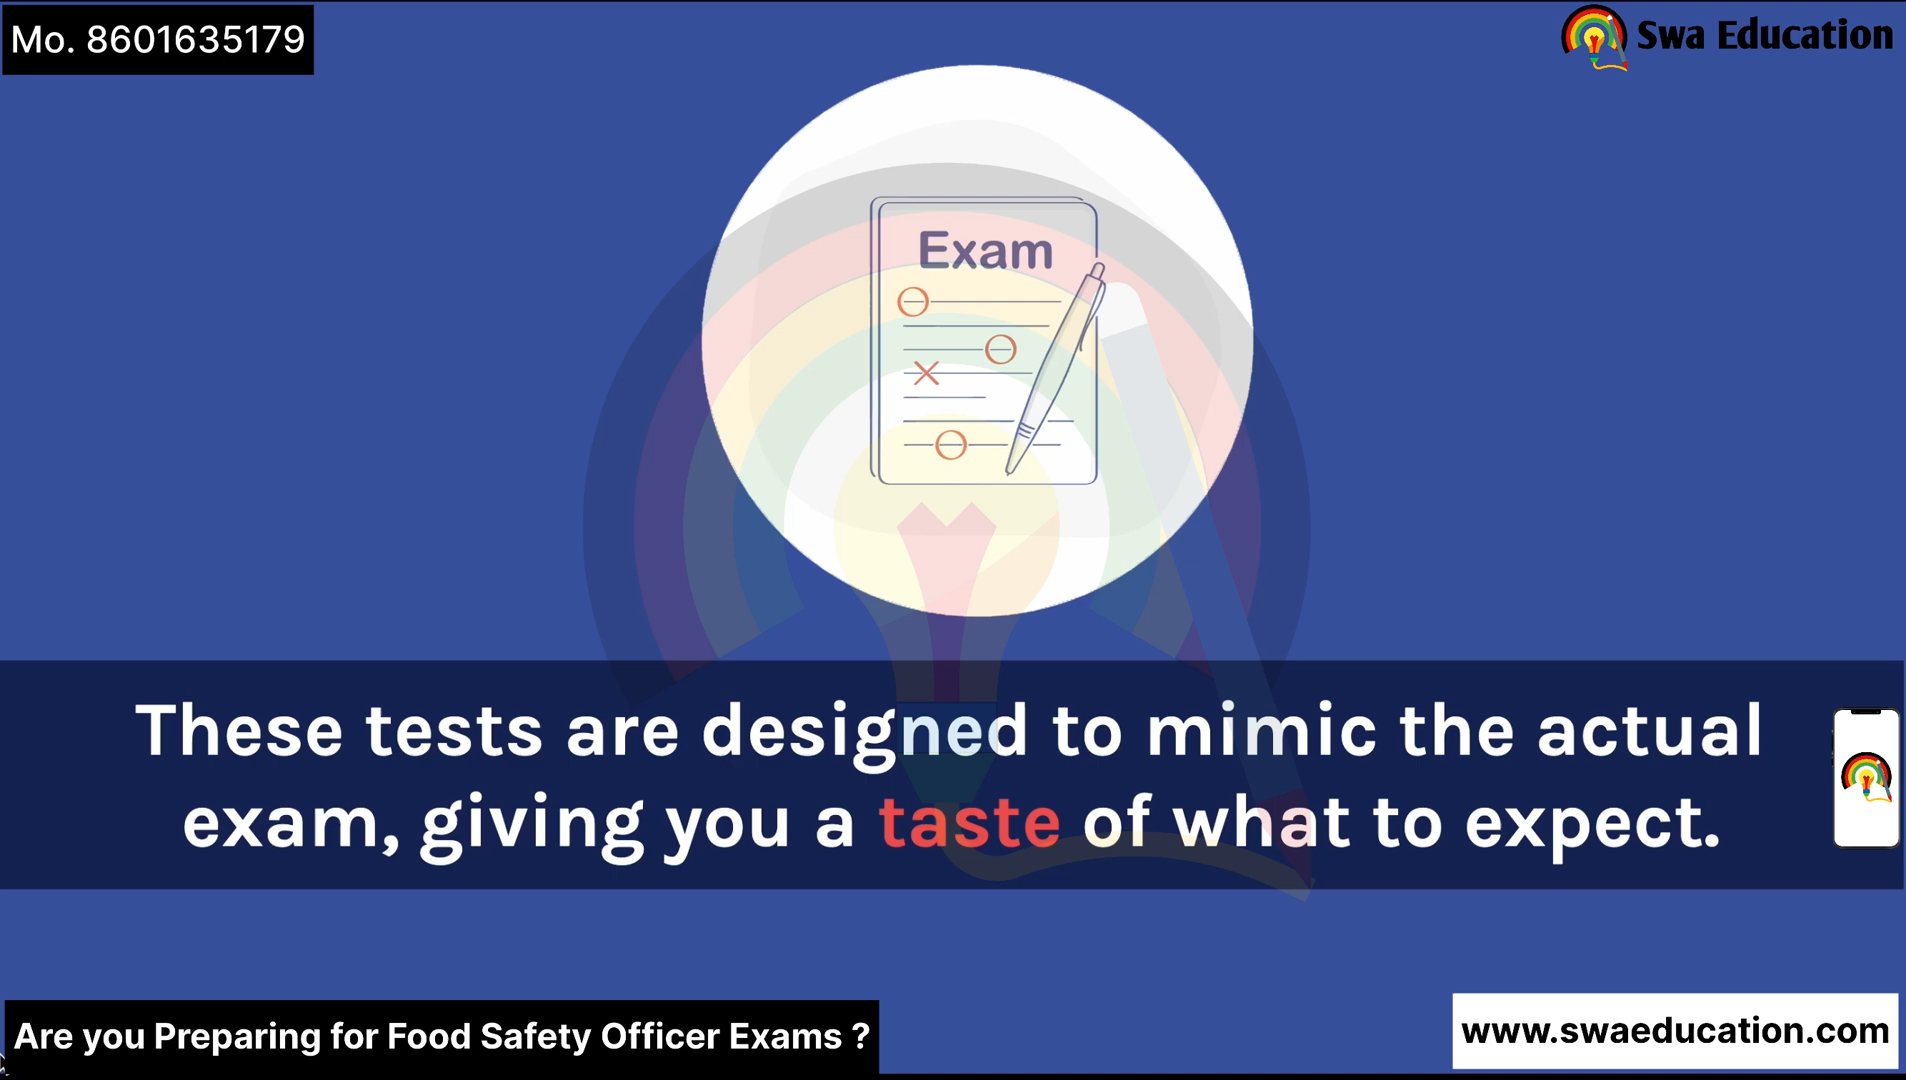 Mo. 8601635179
Swa Education
Exam
These tests are designed to mimic the actual
exam, giving you a taste of what to expect.
Are you Preparing for Food Safety Officer Exams ?
www.swaeducation.com